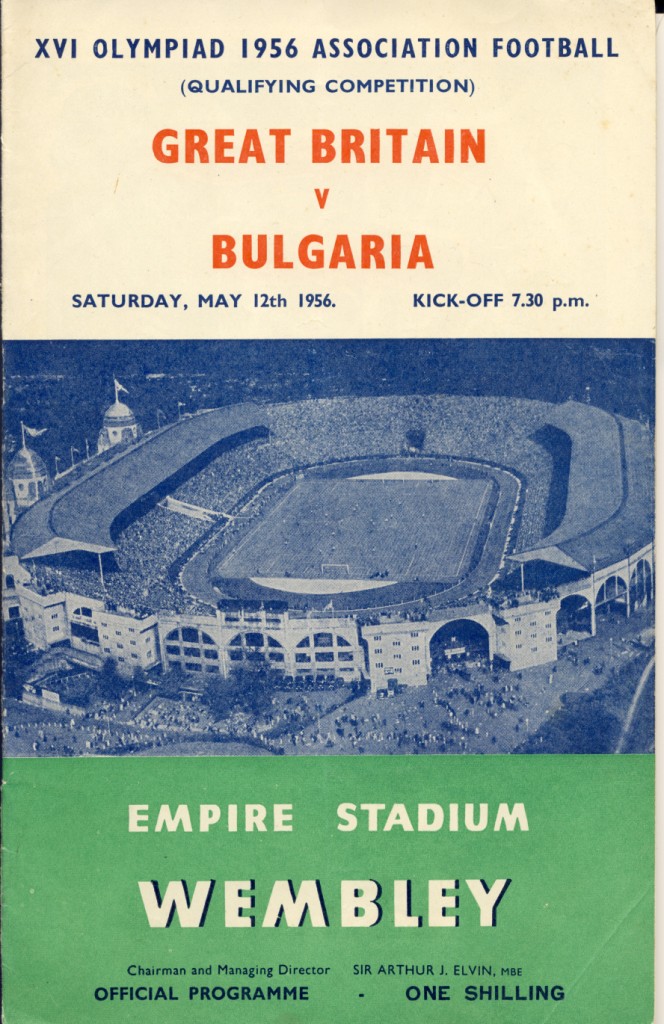 XVI OLYMPIAD 1956 ASSOCIATION FOOTBALL
(QUALIFYING COMPETITION)
GREAT BRITAIN
V
BULGARIA
SATURDAY, MAY 12th 1956. KICK-OFF 7.30 p.m.
EMPIRE STADIUM
WEMBLEY
Chairman and Managing Director SIR ARTHUR J. ELVIN, MBE
OFFICIAL PROGRAMME - ONE SHILLING